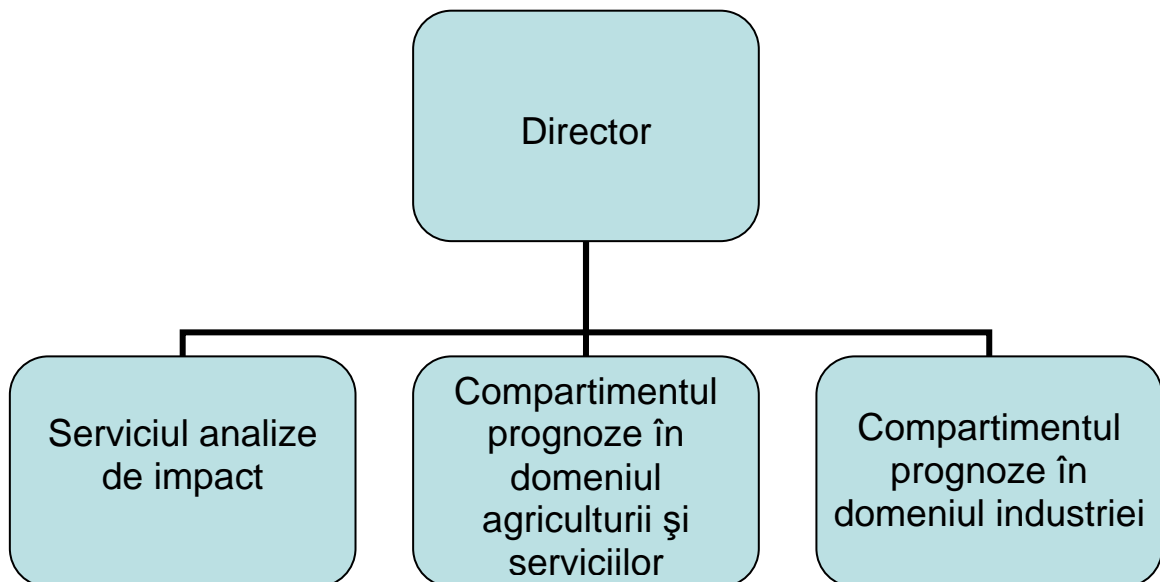 Director
Serviciul analize
de impact
Compartimentul
prognoze în
domeniul
agriculturii şi
serviciilor
Compartimentul
prognoze în
domeniul industriei